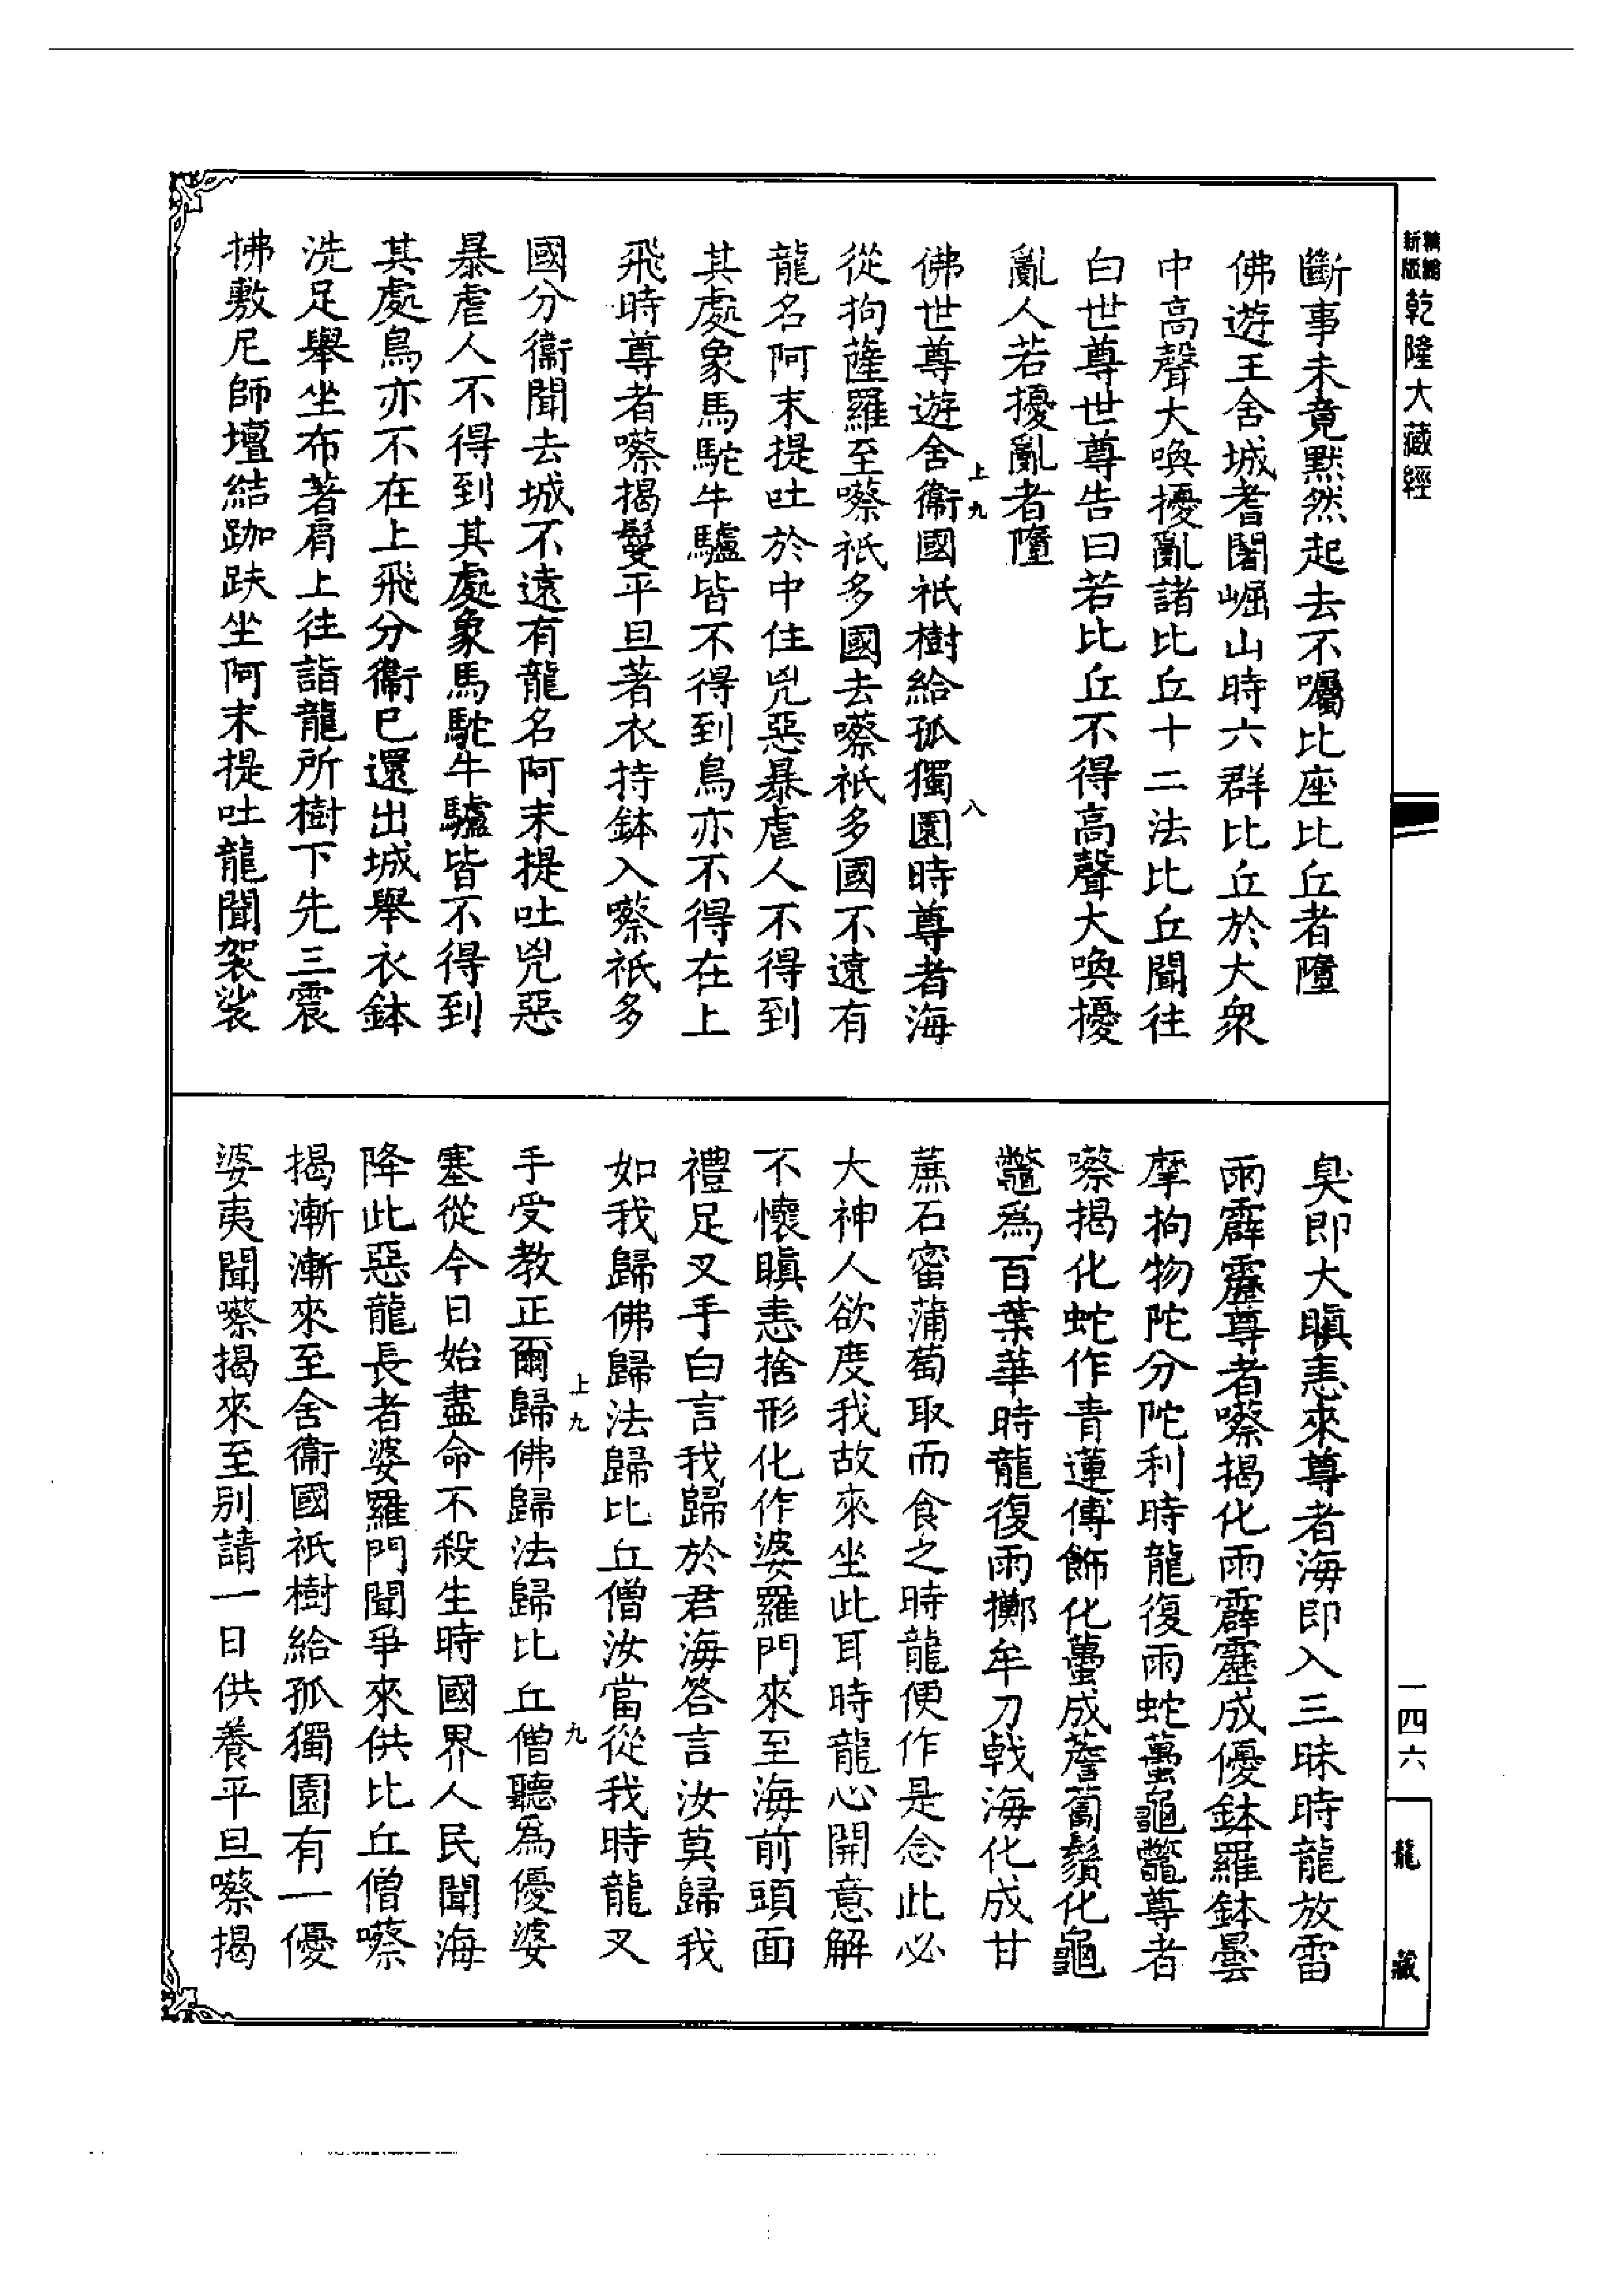 新編
新版
乾隆大藏經
斷事未竟默然起去不囑比座比丘者墮
佛遊王舍城耆闍崛山時六群比丘於大衆
中高聲大喚擾亂諸比丘十二法比丘聞往
白世尊世尊告曰若比丘不得高聲大喚擾
亂人若擾亂者墮
上九
八
佛世尊遊舍衞國祇樹給孤獨園時尊者海
從拘薩羅至𡁠祇多國去𡁠祇多國不遠有
龍名阿末提吐於中住兇惡暴虐人不得到
其處象馬駝牛驢皆不得到鳥亦不得在上
飛時尊者𡁠揭鬘平旦著衣持鉢入𡁠祇多
國分衞聞去城不遠有龍名阿末提吐兇惡
暴虐人不得到其處象馬駝牛驢皆不得到
其處鳥亦不在上飛分衞已還出城舉衣鉢
洗足舉坐布著肩上往詣龍所樹下先三震
拂敷尼師壇結跏趺坐阿末提吐龍聞袈裟
臭即大瞋恚來尊者海即入三昧時龍放雷
雨霹靂尊者𡁠揭化雨霹靂成優鉢羅鉢曇
摩拘物陀分陀利時龍復雨蛇蠆龜鼈尊者
𡁠揭化蛇作青蓮傅飾化蠆成薝蔔鬚化龜
鼈爲百葉華時龍復雨擲牟刀戟海化成甘
蔗石蜜蒲萄取而食之時龍便作是念此必
大神人欲度我故來坐此耳時龍心開意解
不懷瞋恚捨形化作婆羅門來至海前頭面
禮足叉手白言我歸於君海答言汝莫歸我
如我歸佛歸法歸比丘僧汝當從我時龍叉
上九
九
手受教正爾歸佛歸法歸比丘僧聽爲優婆
塞從今日始盡命不殺生時國界人民聞海
降此惡龍長者婆羅門聞爭來供比丘僧𡁠
揭漸漸來至舍衞國祇樹給孤獨園有一優
婆夷聞𡁠揭來至別請一日供養平旦𡁠揭
一四六
龍藏